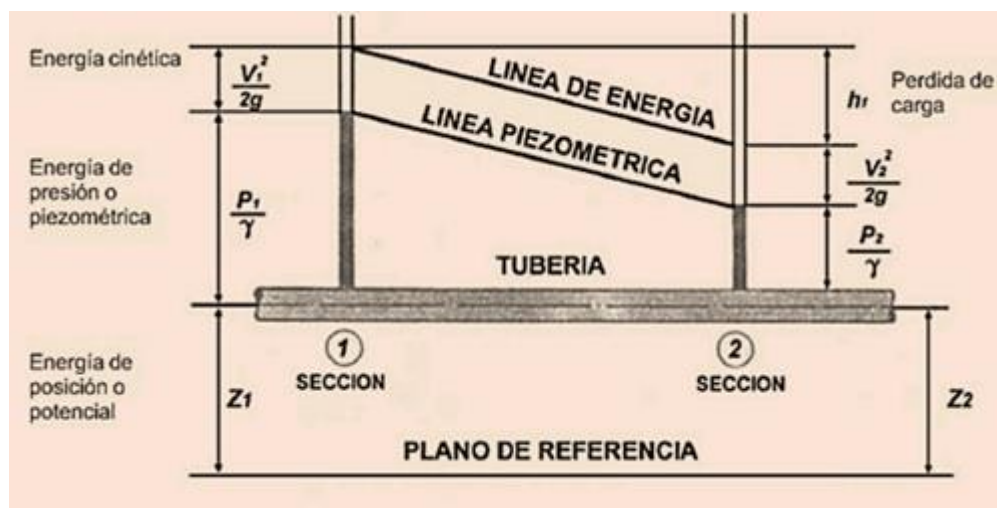 Energía cinética
V₁²
2g
LINEA DE ENERGÍA
h₁
Perdida de
carga
LINEA PIEZOMETRICA
V₂²
2g
Energía de
presión o
piezométrica
P₁
γ
P₂
γ
TUBERIA
1
SECCION
2
SECCION
Energía de
posición o
potencial
Z1
Z2
PLANO DE REFERENCIA